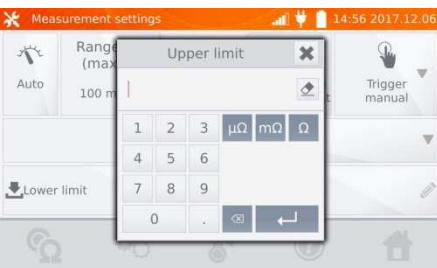 Measurement settings
14:56 2017.12.06
Auto
Range
(max
100 m
Upper limit
1 2 3 µΩ mΩ Ω
4 5 6
7 8 9
0 .
Trigger
manual
Lower limit